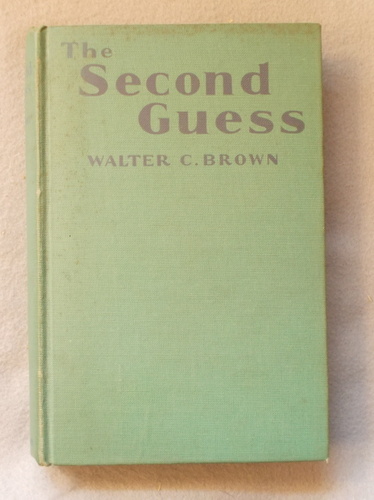 The
Second
Guess
WALTER C. BROWN